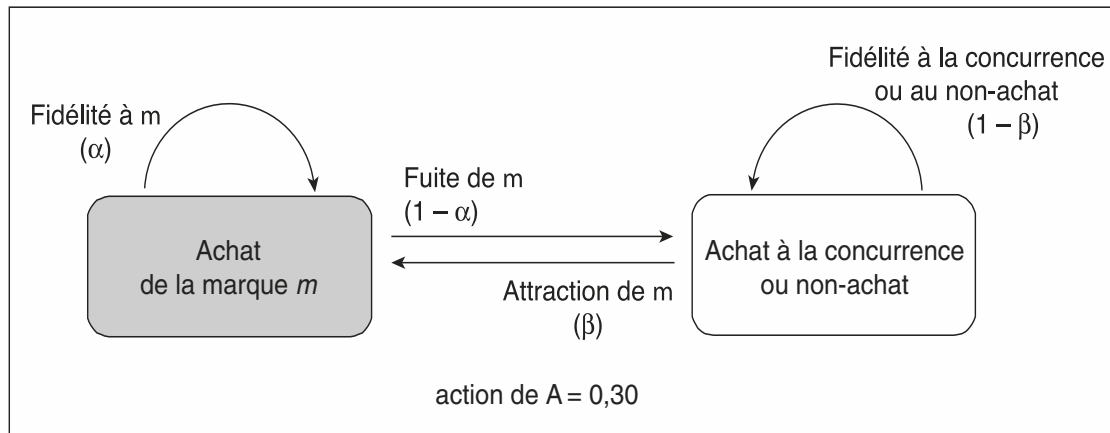 Fidélité à m
(α)
Fidélité à la concurrence
ou au non-achat
(1 – β)
Fuite de m
(1 – α)
Achat
de la marque m
Achat à la concurrence
ou non-achat
Attraction de m
(β)
action de A = 0,30